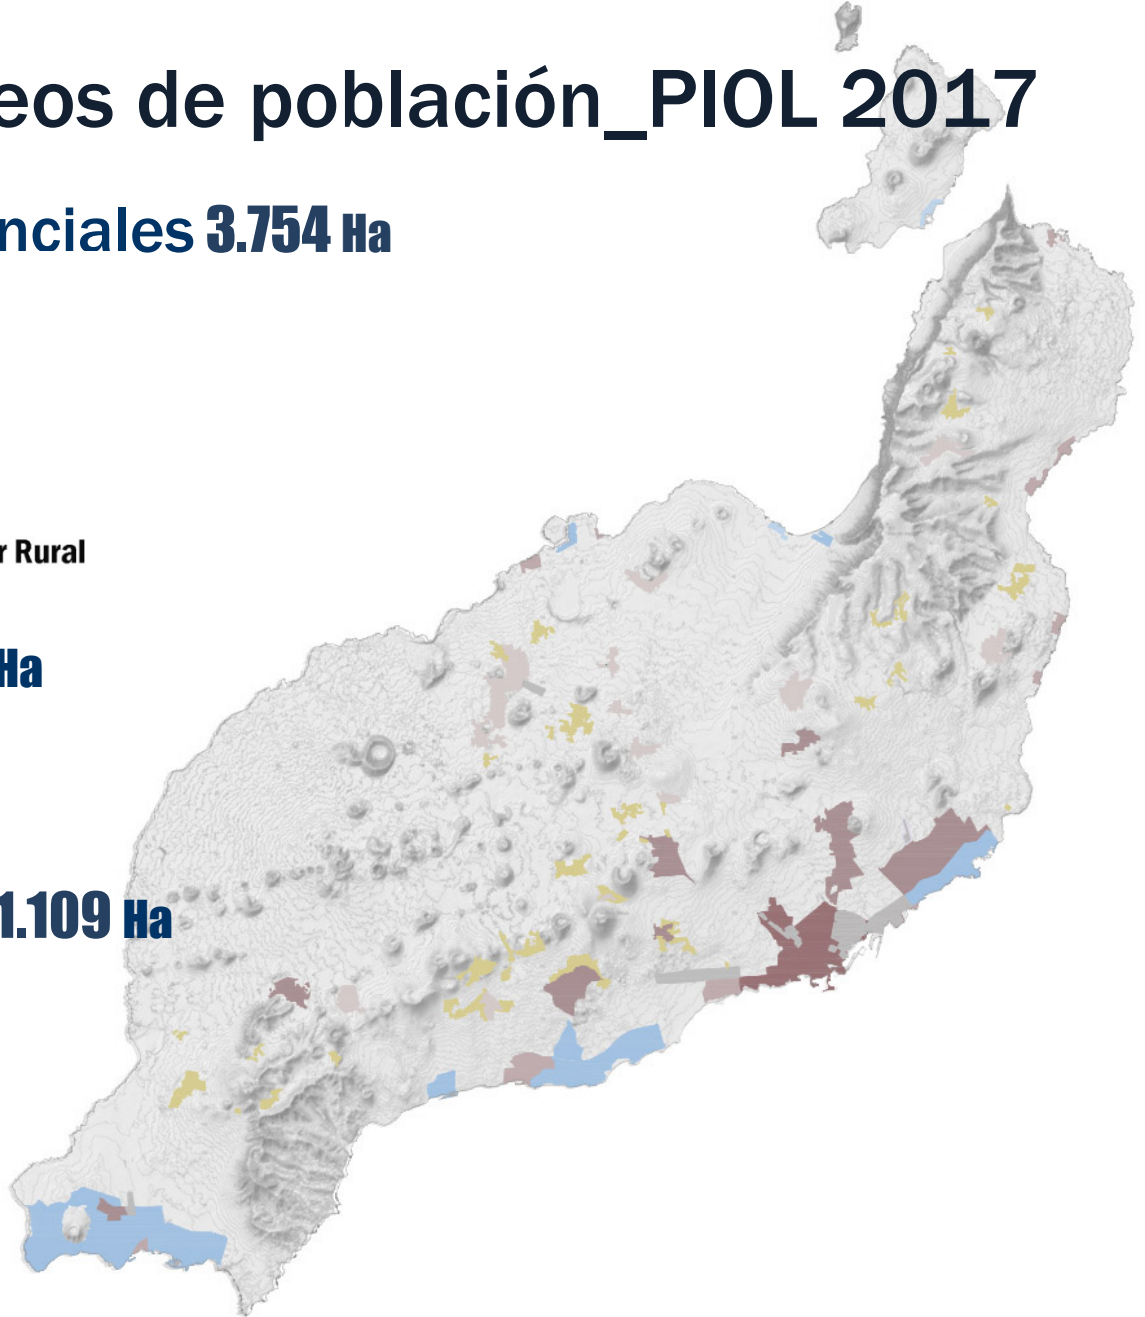 eos de población_PIOL 2017
nciales 3.754 Ha
r Rural
Ha
1.109 Ha